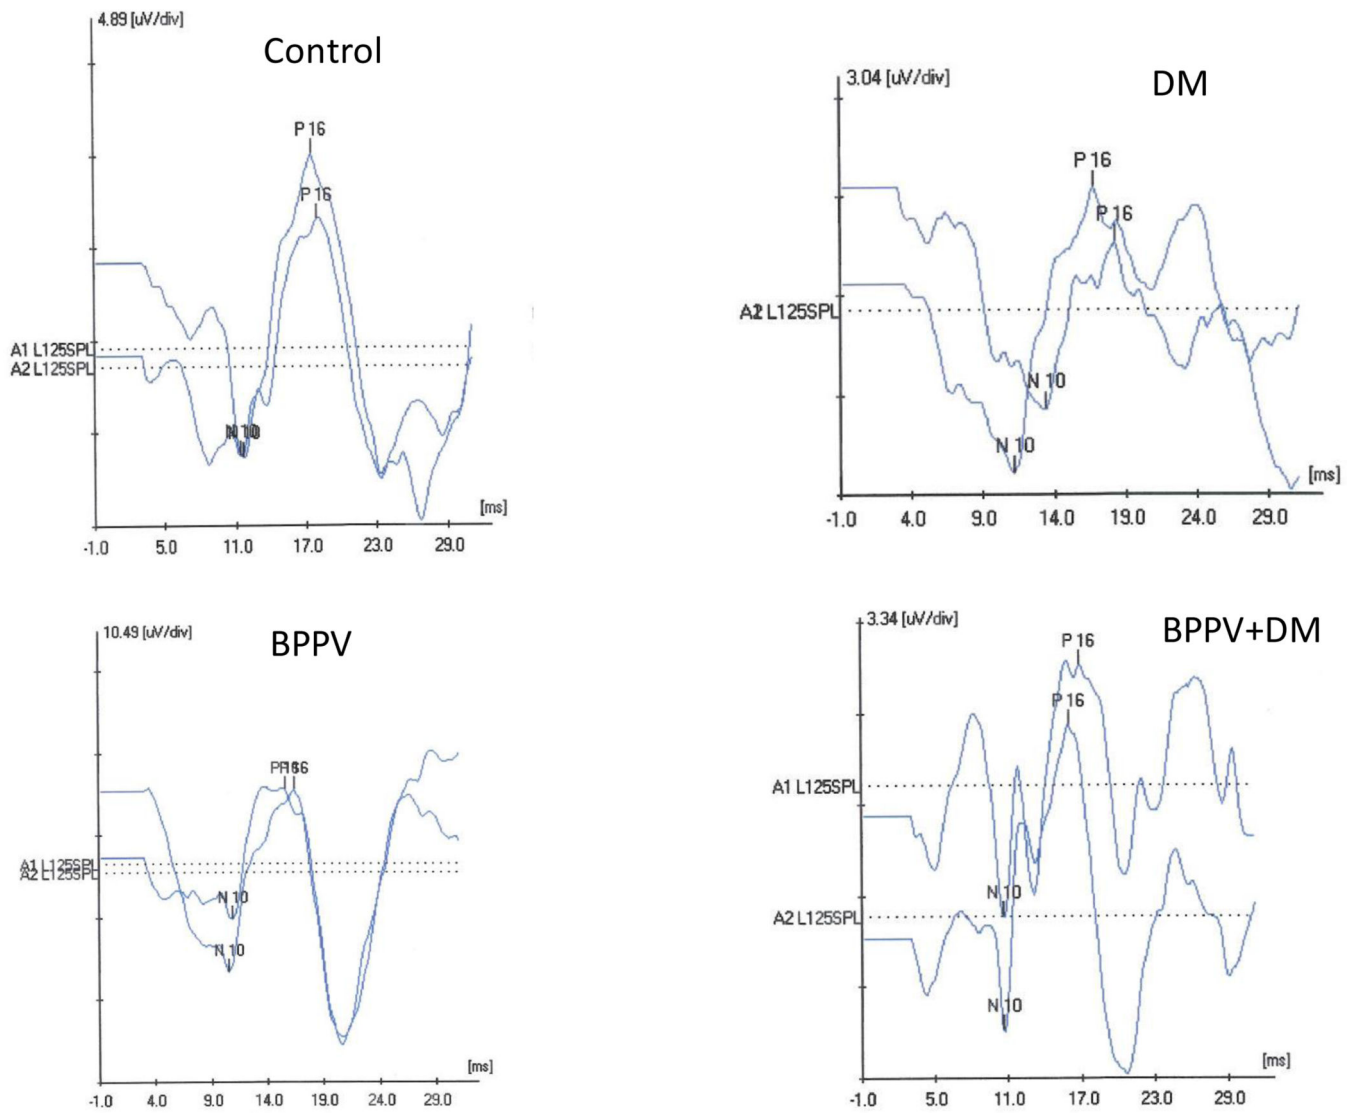 4.89 [uV/div]
Control
P 16
P 16
A1 L125SPL
A2 L125SPL
N 10
[ms]
-1.0 5.0 11.0 17.0 23.0 29.0
3.04 [uV/div]
DM
P 16
P 16
L125SPL
N 10
N 10
[ms]
-1.0 4.0 9.0 14.0 19.0 24.0 29.0
10.49 [uV/div]
BPPV
P 16
A1 L125SPL
A2 L125SPL
N 10
N 10
[ms]
-1.0 4.0 9.0 14.0 19.0 24.0 29.0
3.34 [uV/div]
BPPV+DM
P 16
P 16
A1 L125SPL
N 10
A2 L125SPL
N 10
[ms]
-1.0 5.0 11.0 17.0 23.0 29.0